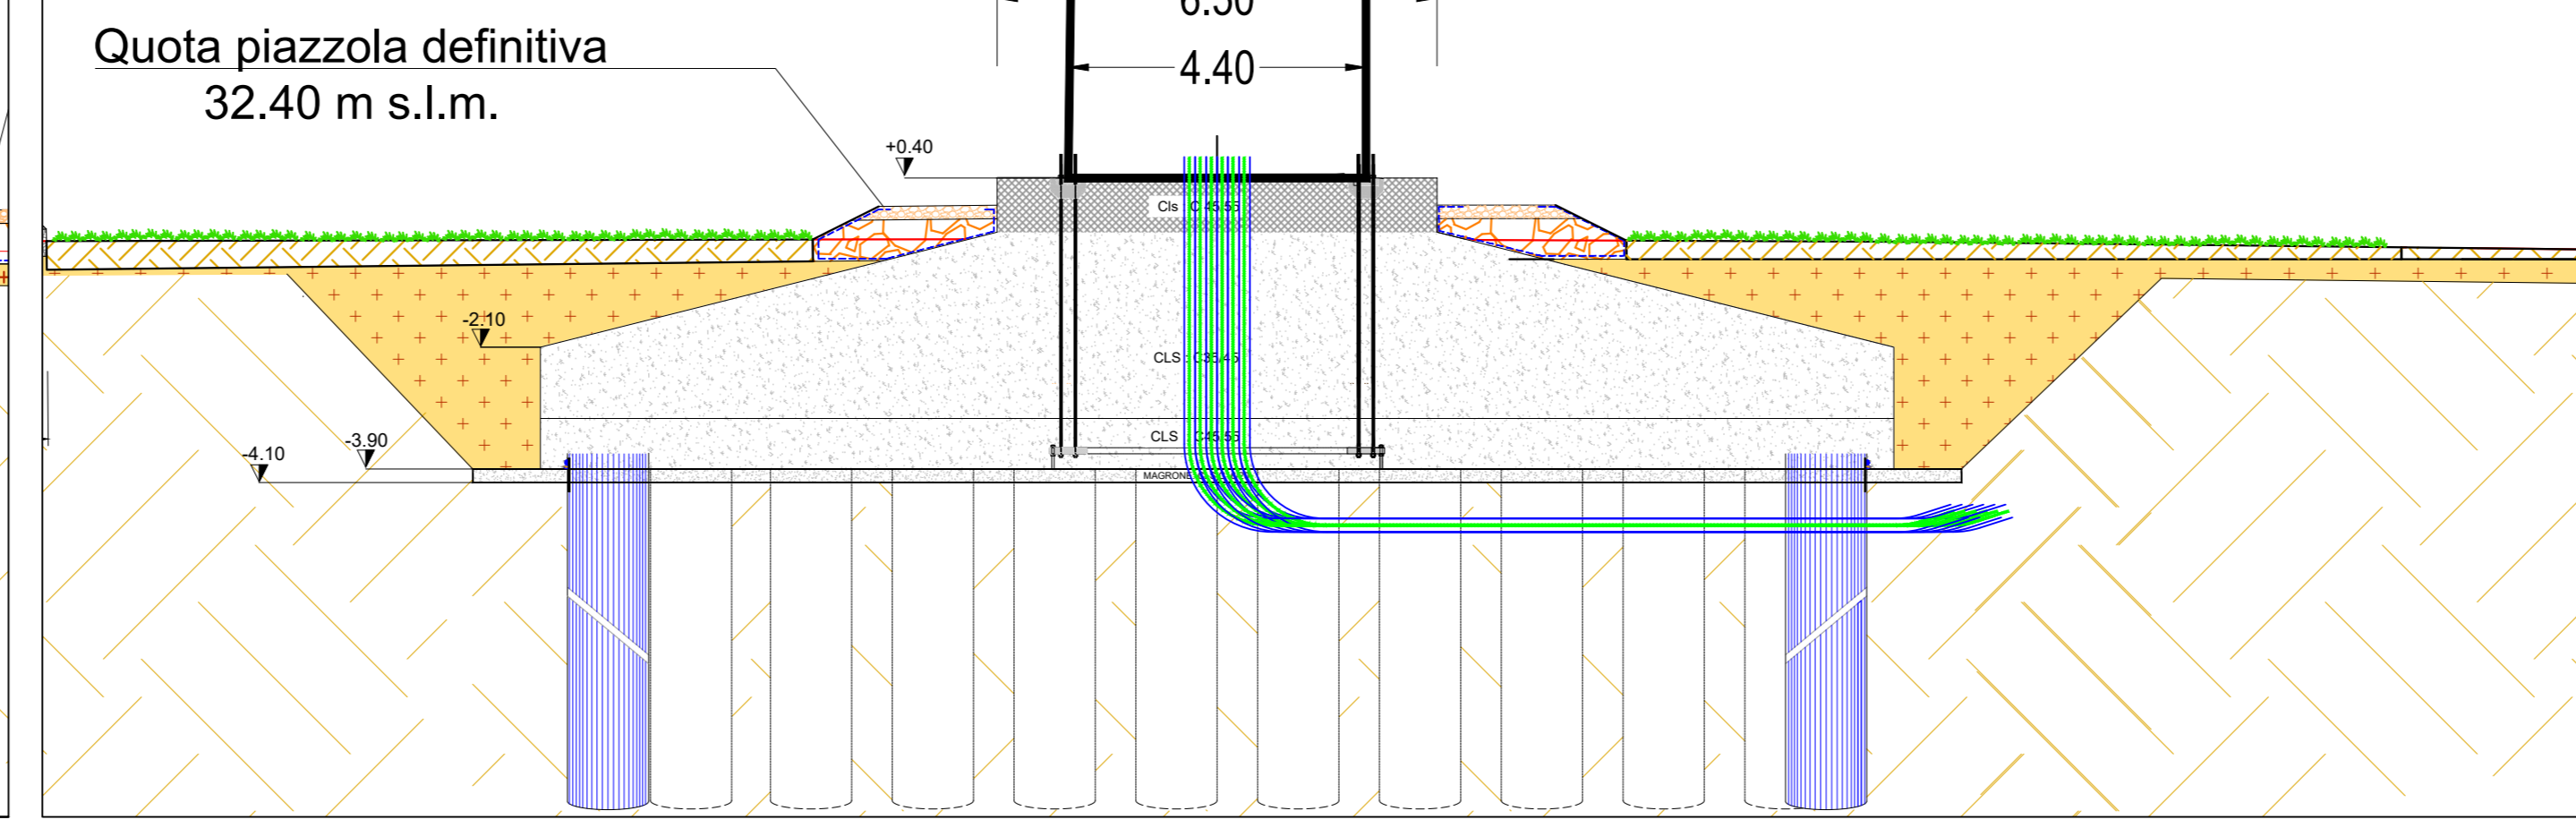 6.50
Quota piazzola definitiva
4.40
32.40 m s.l.m.
+0.40
Cls : C 45/55
-2.10
CLS : C35/45
-3.90
CLS : C45/55
-4.10
MAGRONE